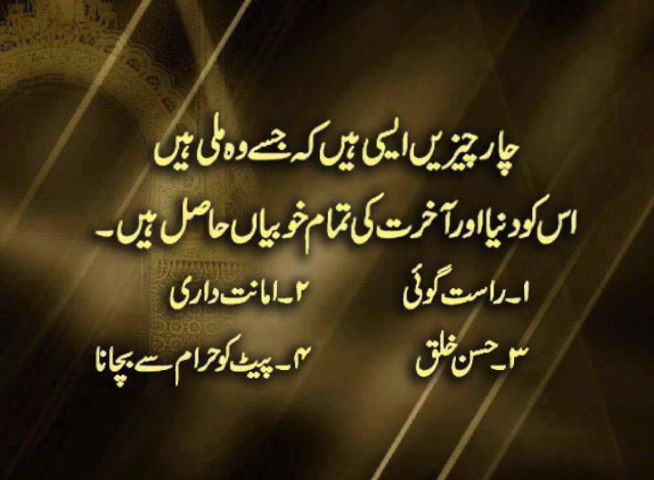 چار چیزیں ایسی ہیں کہ جسے وہ ملی ہیں
اس کو دنیا اور آخرت کی تمام خوبیاں حاصل ہیں۔
۱۔راست گوئی ۲۔امانت داری
۳۔حسن خلق ۴۔پیٹ کو حرام سے بچانا